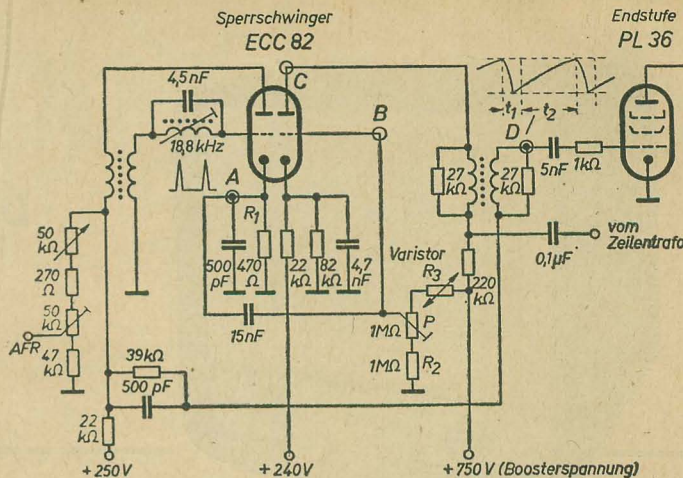 Sperrschwinger
ECC 82
Endstufe
PL 36
C
4,5nF
B
t₁
t₂
18,8 kHz
D
A
27
kΩ
27
kΩ
5nF
1kΩ
R₁
50
kΩ
500
pF
470
Ω
22
kΩ
82
kΩ
4,7
nF
Varistor
R₃
220
kΩ
0,1µF
vom
Zeilentrafo
270
Ω
50
kΩ
15nF
1MΩ
P
AFR
47
kΩ
39kΩ
500 pF
1MΩ
R₂
22
kΩ
+250V
+240V
+750V (Boosterspannung)